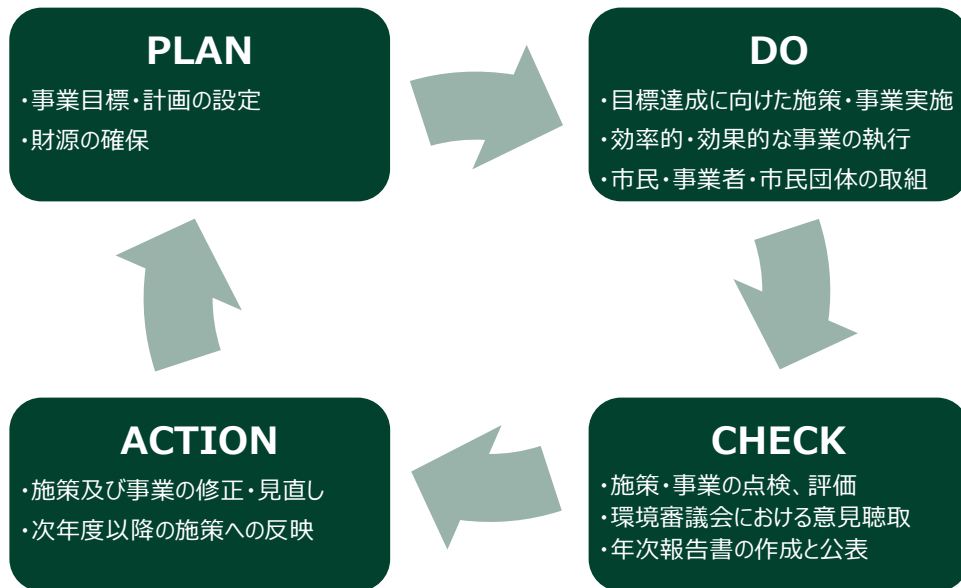 PLAN
・事業目標・計画の設定
・財源の確保
DO
・目標達成に向けた施策・事業実施
・効率的・効果的な事業の執行
・市民・事業者・市民団体の取組
ACTION
・施策及び事業の修正・見直し
・次年度以降の施策への反映
CHECK
・施策・事業の点検、評価
・環境審議会における意見聴取
・年次報告書の作成と公表